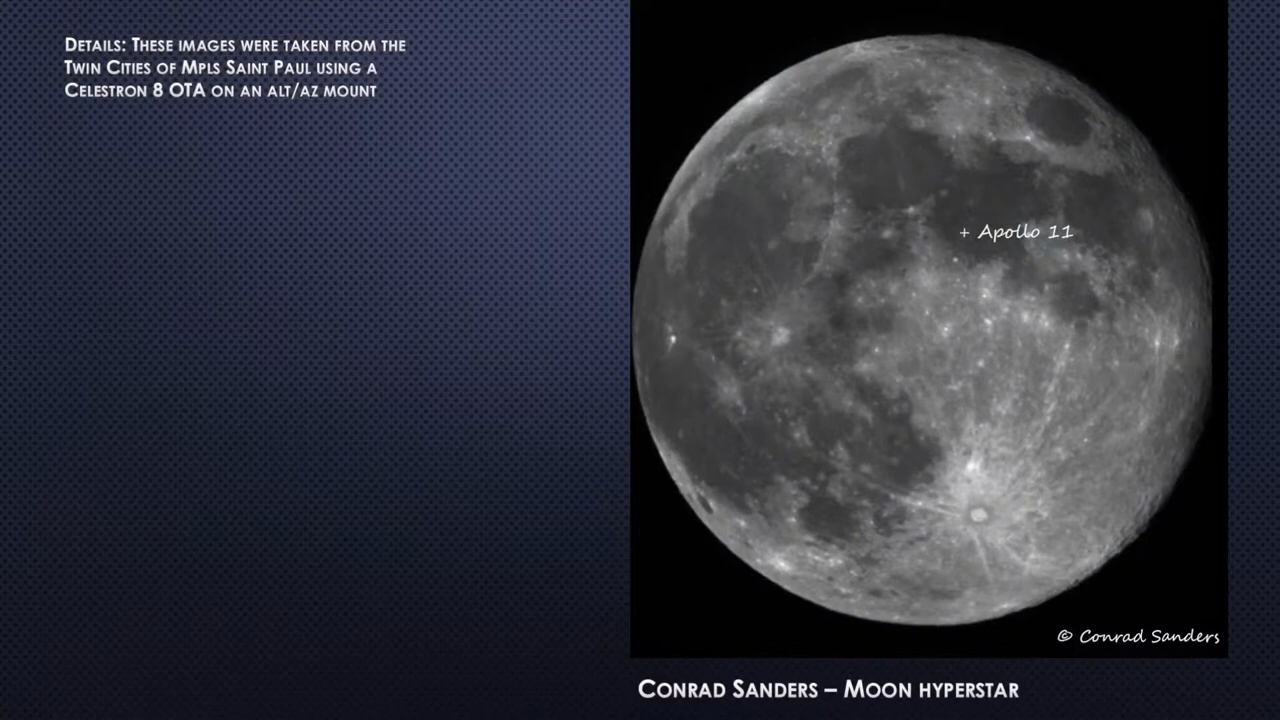 Details: These images were taken from the
Twin Cities of Mpls Saint Paul using a
Celestron 8 OTA on an alt/az mount
+ Apollo 11
© Conrad Sanders
Conrad Sanders – Moon hyperstar